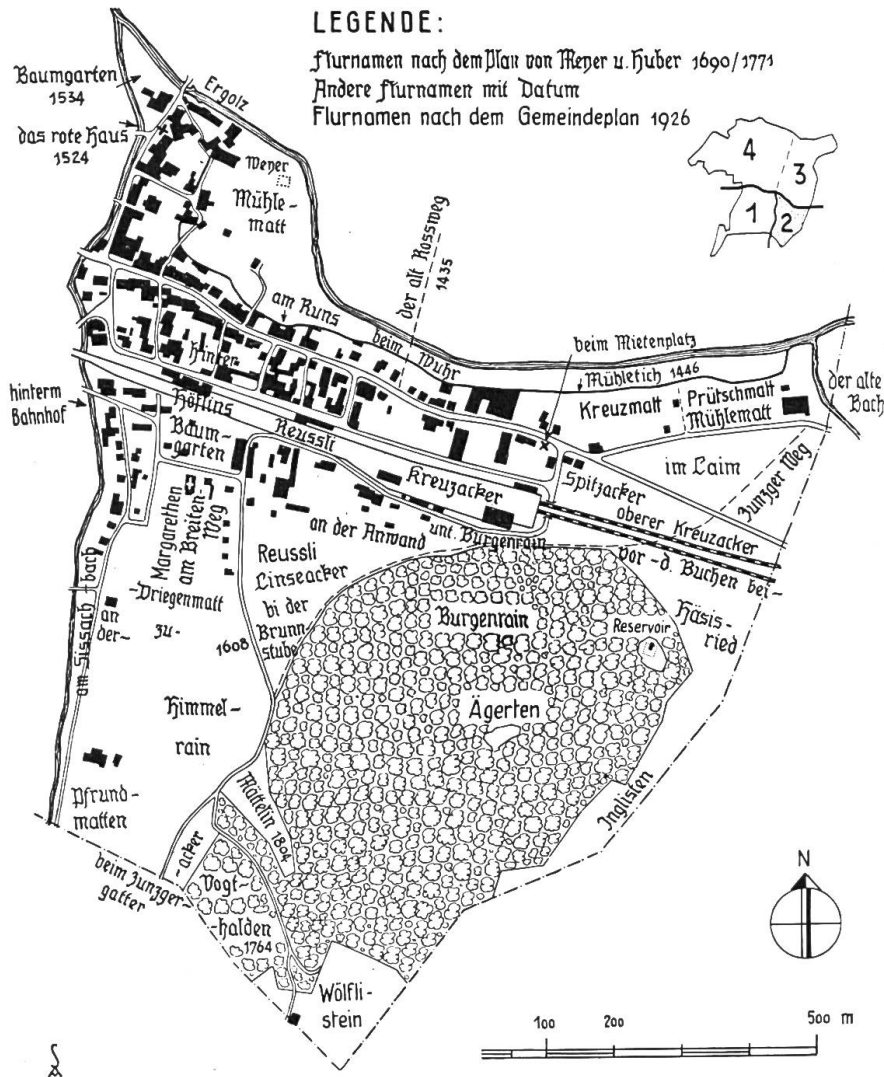 LEGENDE:
Flurnamen nach dem Plan von Meyer u. Huber 1690/1771
Andere Flurnamen mit Datum
Flurnamen nach dem Gemeindeplan 1926
4
3
1
2
Baumgarten
1534
Ergolz
das rote Haus
1524
Weyer
Mühle-
matt
der alt Rossweg
1435
am Runs
beim Wuhr
beim Mietenplatz
Mühletich 1446
Kreuzmatt
Prütschmatt
Mühlematt
der alte
Bach
hinterm
Bahnhof
Hinter
Höflins
Baum-
garten
Reussli
Kreuzacker
Spitzacker
im Laim
Junzger Weg
oberer Kreuzacker
an der Anwand
unt. Burgenrain
vor-d. Buchen bei-
Häsis-
ried
Margarethen
am Breiten-
Weg
-Driegenmatt
zu-
1608
Reussli
Linseacker
bi der
Brunn-
stube
am Sissach-bach
an
der-
Burgenrain
Reservoir
Ägerten
Himmel-
rain
Inglisten
Mättelin 1804
Pfrund-
matten
-acker
beim Junzger-
gatter
Vogt-
-halden
1764
Wölfli-
stein
N
100
200
500 m